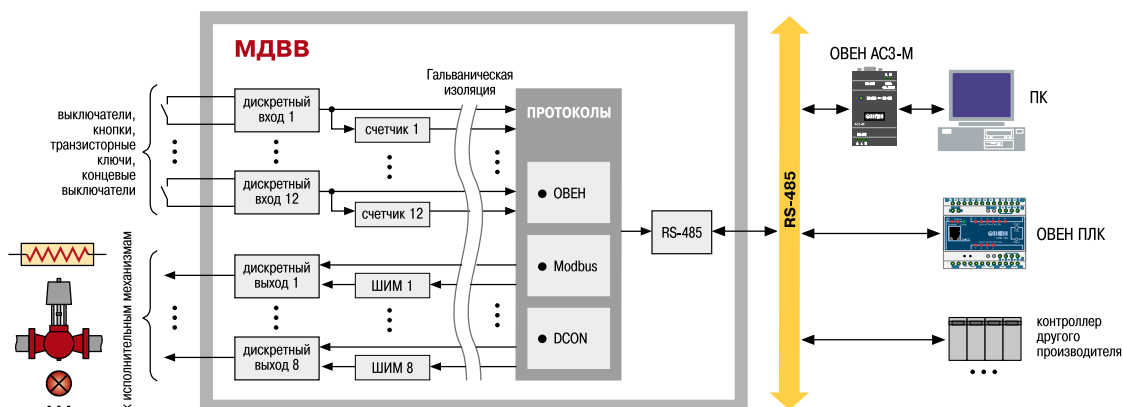 МДВВ
Гальваническая
изоляция
выключатели,
кнопки,
транзисторные
ключи,
концевые
выключатели
дискретный
вход 1
счетчик 1
дискретный
вход 12
счетчик 12
дискретный
выход 1
ШИМ 1
дискретный
выход 8
ШИМ 8
исполнительным механизмам
ПРОТОКОЛЫ
ОВЕН
Modbus
DCON
RS-485
RS-485
ОВЕН АС3-М
ПК
ОВЕН ПЛК
контроллер
другого
производителя